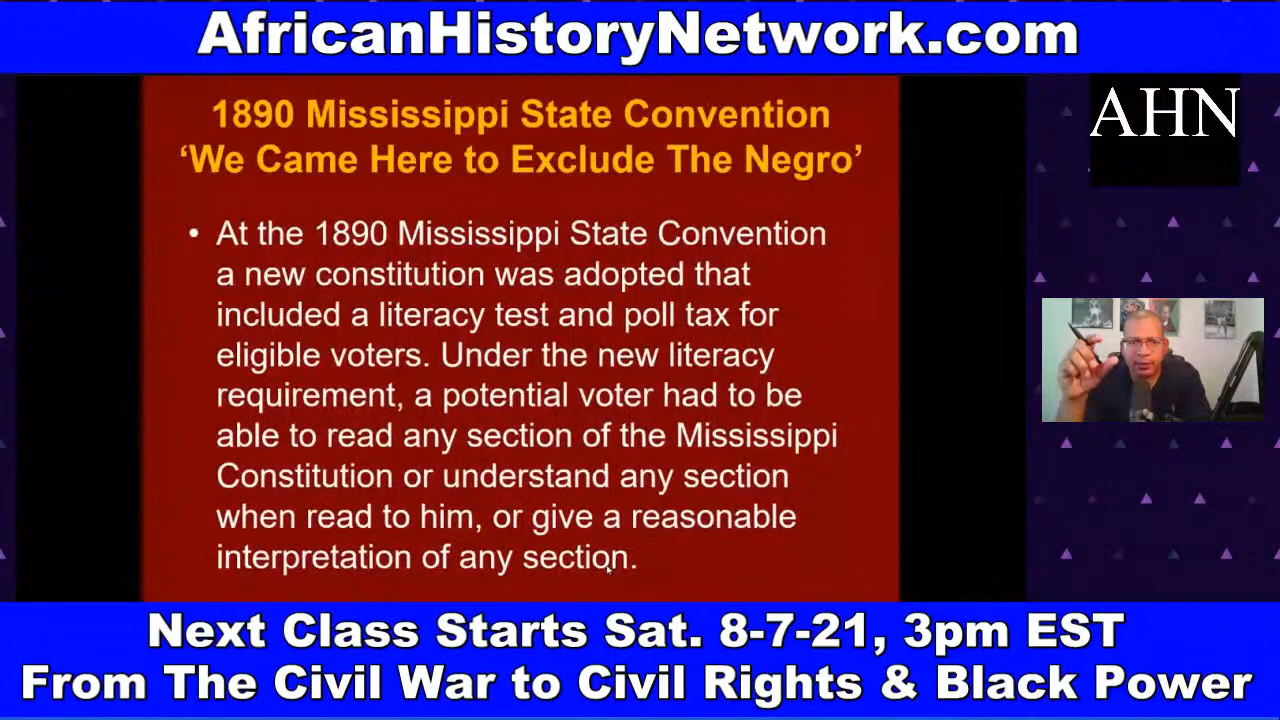 AfricanHistoryNetwork.com
AHN
1890 Mississippi State Convention
‘We Came Here to Exclude The Negro’
• At the 1890 Mississippi State Convention
a new constitution was adopted that
included a literacy test and poll tax for
eligible voters. Under the new literacy
requirement, a potential voter had to be
able to read any section of the Mississippi
Constitution or understand any section
when read to him, or give a reasonable
interpretation of any section.
Next Class Starts Sat. 8-7-21, 3pm EST
From The Civil War to Civil Rights & Black Power